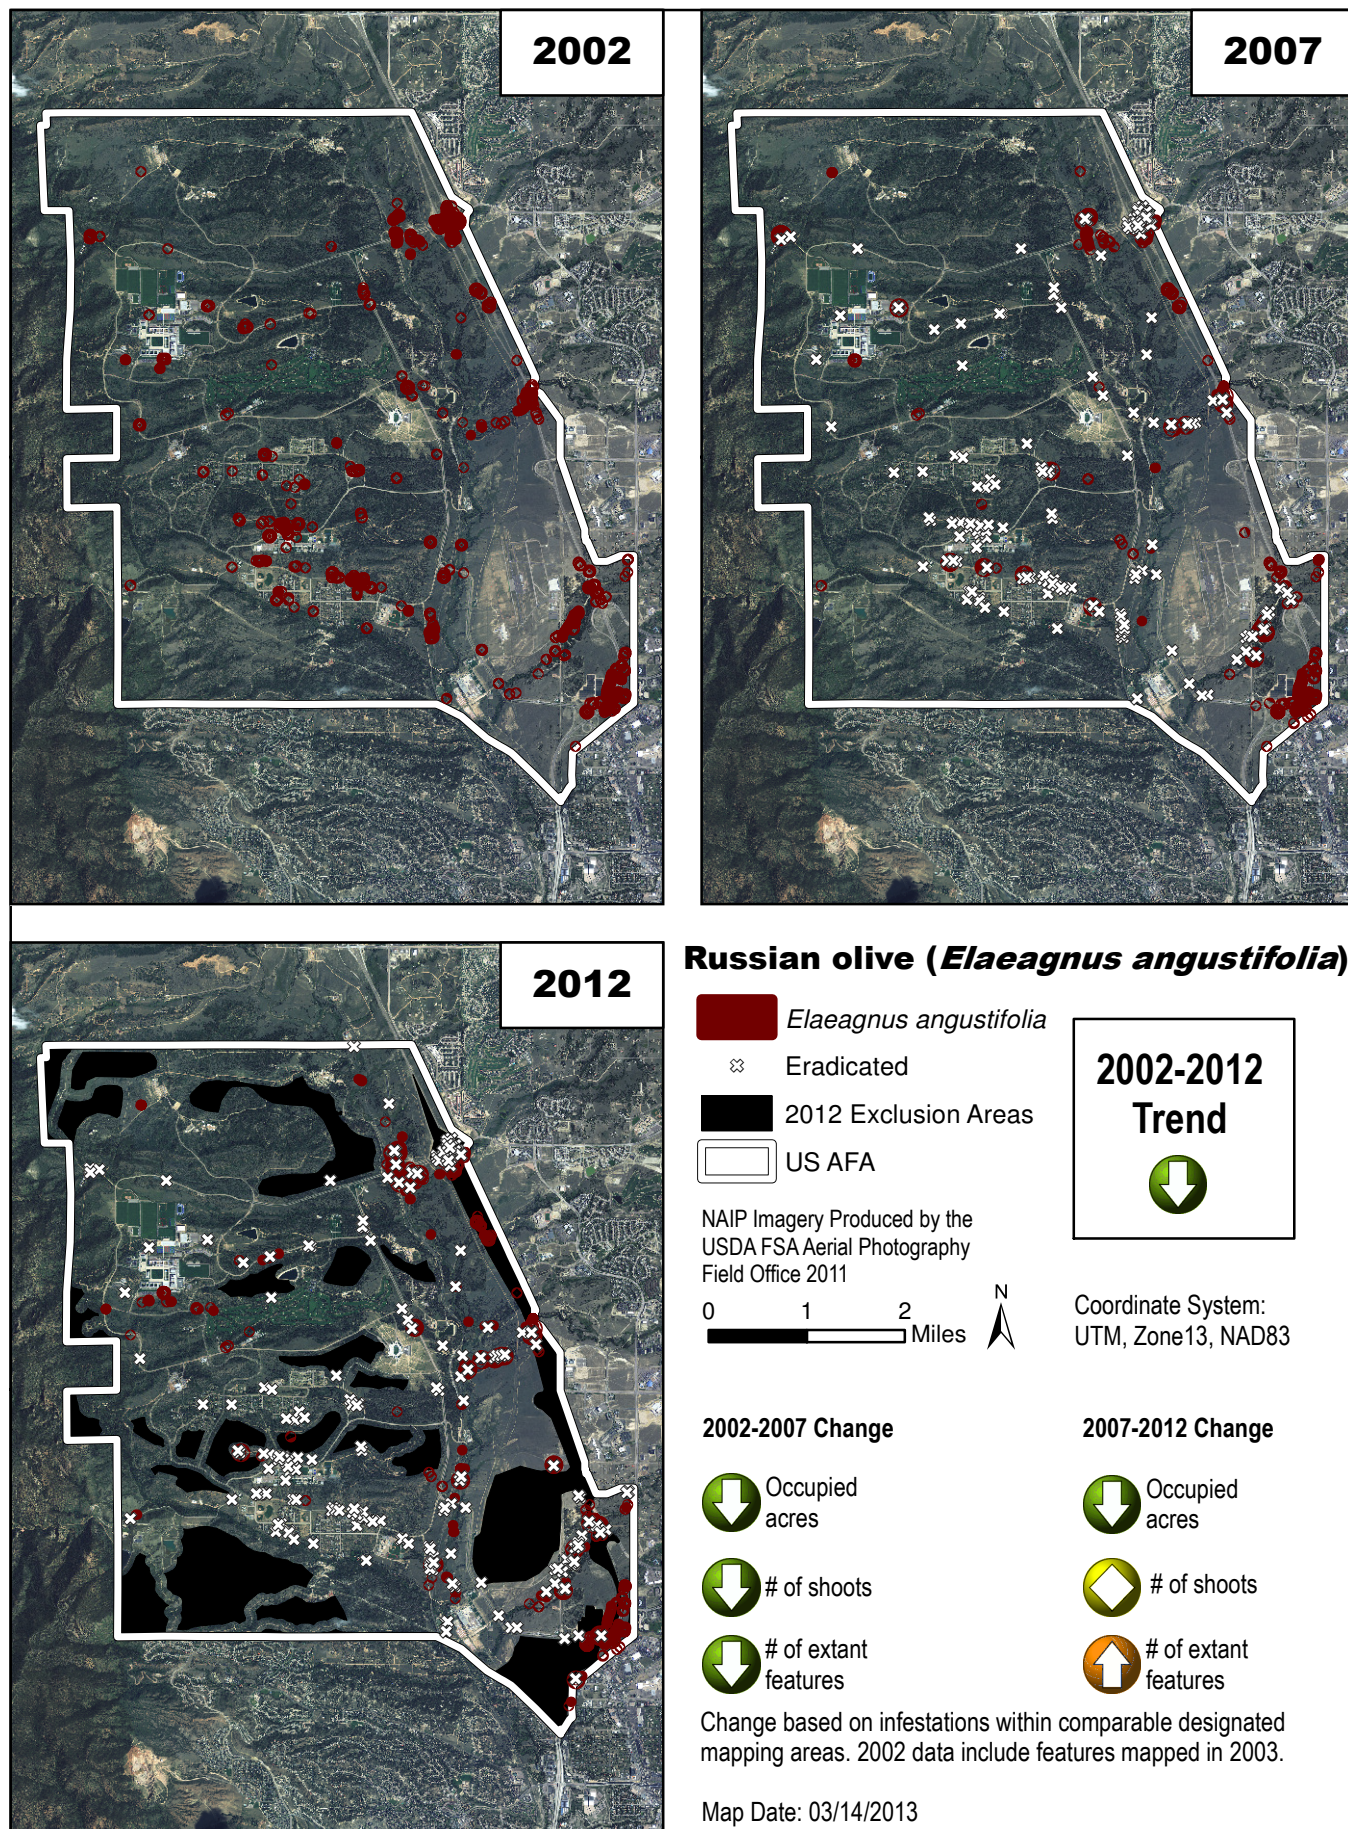 2002
2007
2012
Russian olive (Elaeagnus angustifolia)
Elaeagnus angustifolia
Eradicated
2012 Exclusion Areas
US AFA
2002-2012
Trend
NAIP Imagery Produced by the
USDA FSA Aerial Photography
Field Office 2011
0 1 2
Miles
N
Coordinate System:
UTM, Zone13, NAD83
2002-2007 Change
Occupied
acres
# of shoots
# of extant
features
2007-2012 Change
Occupied
acres
# of shoots
# of extant
features
Change based on infestations within comparable designated
mapping areas. 2002 data include features mapped in 2003.
Map Date: 03/14/2013